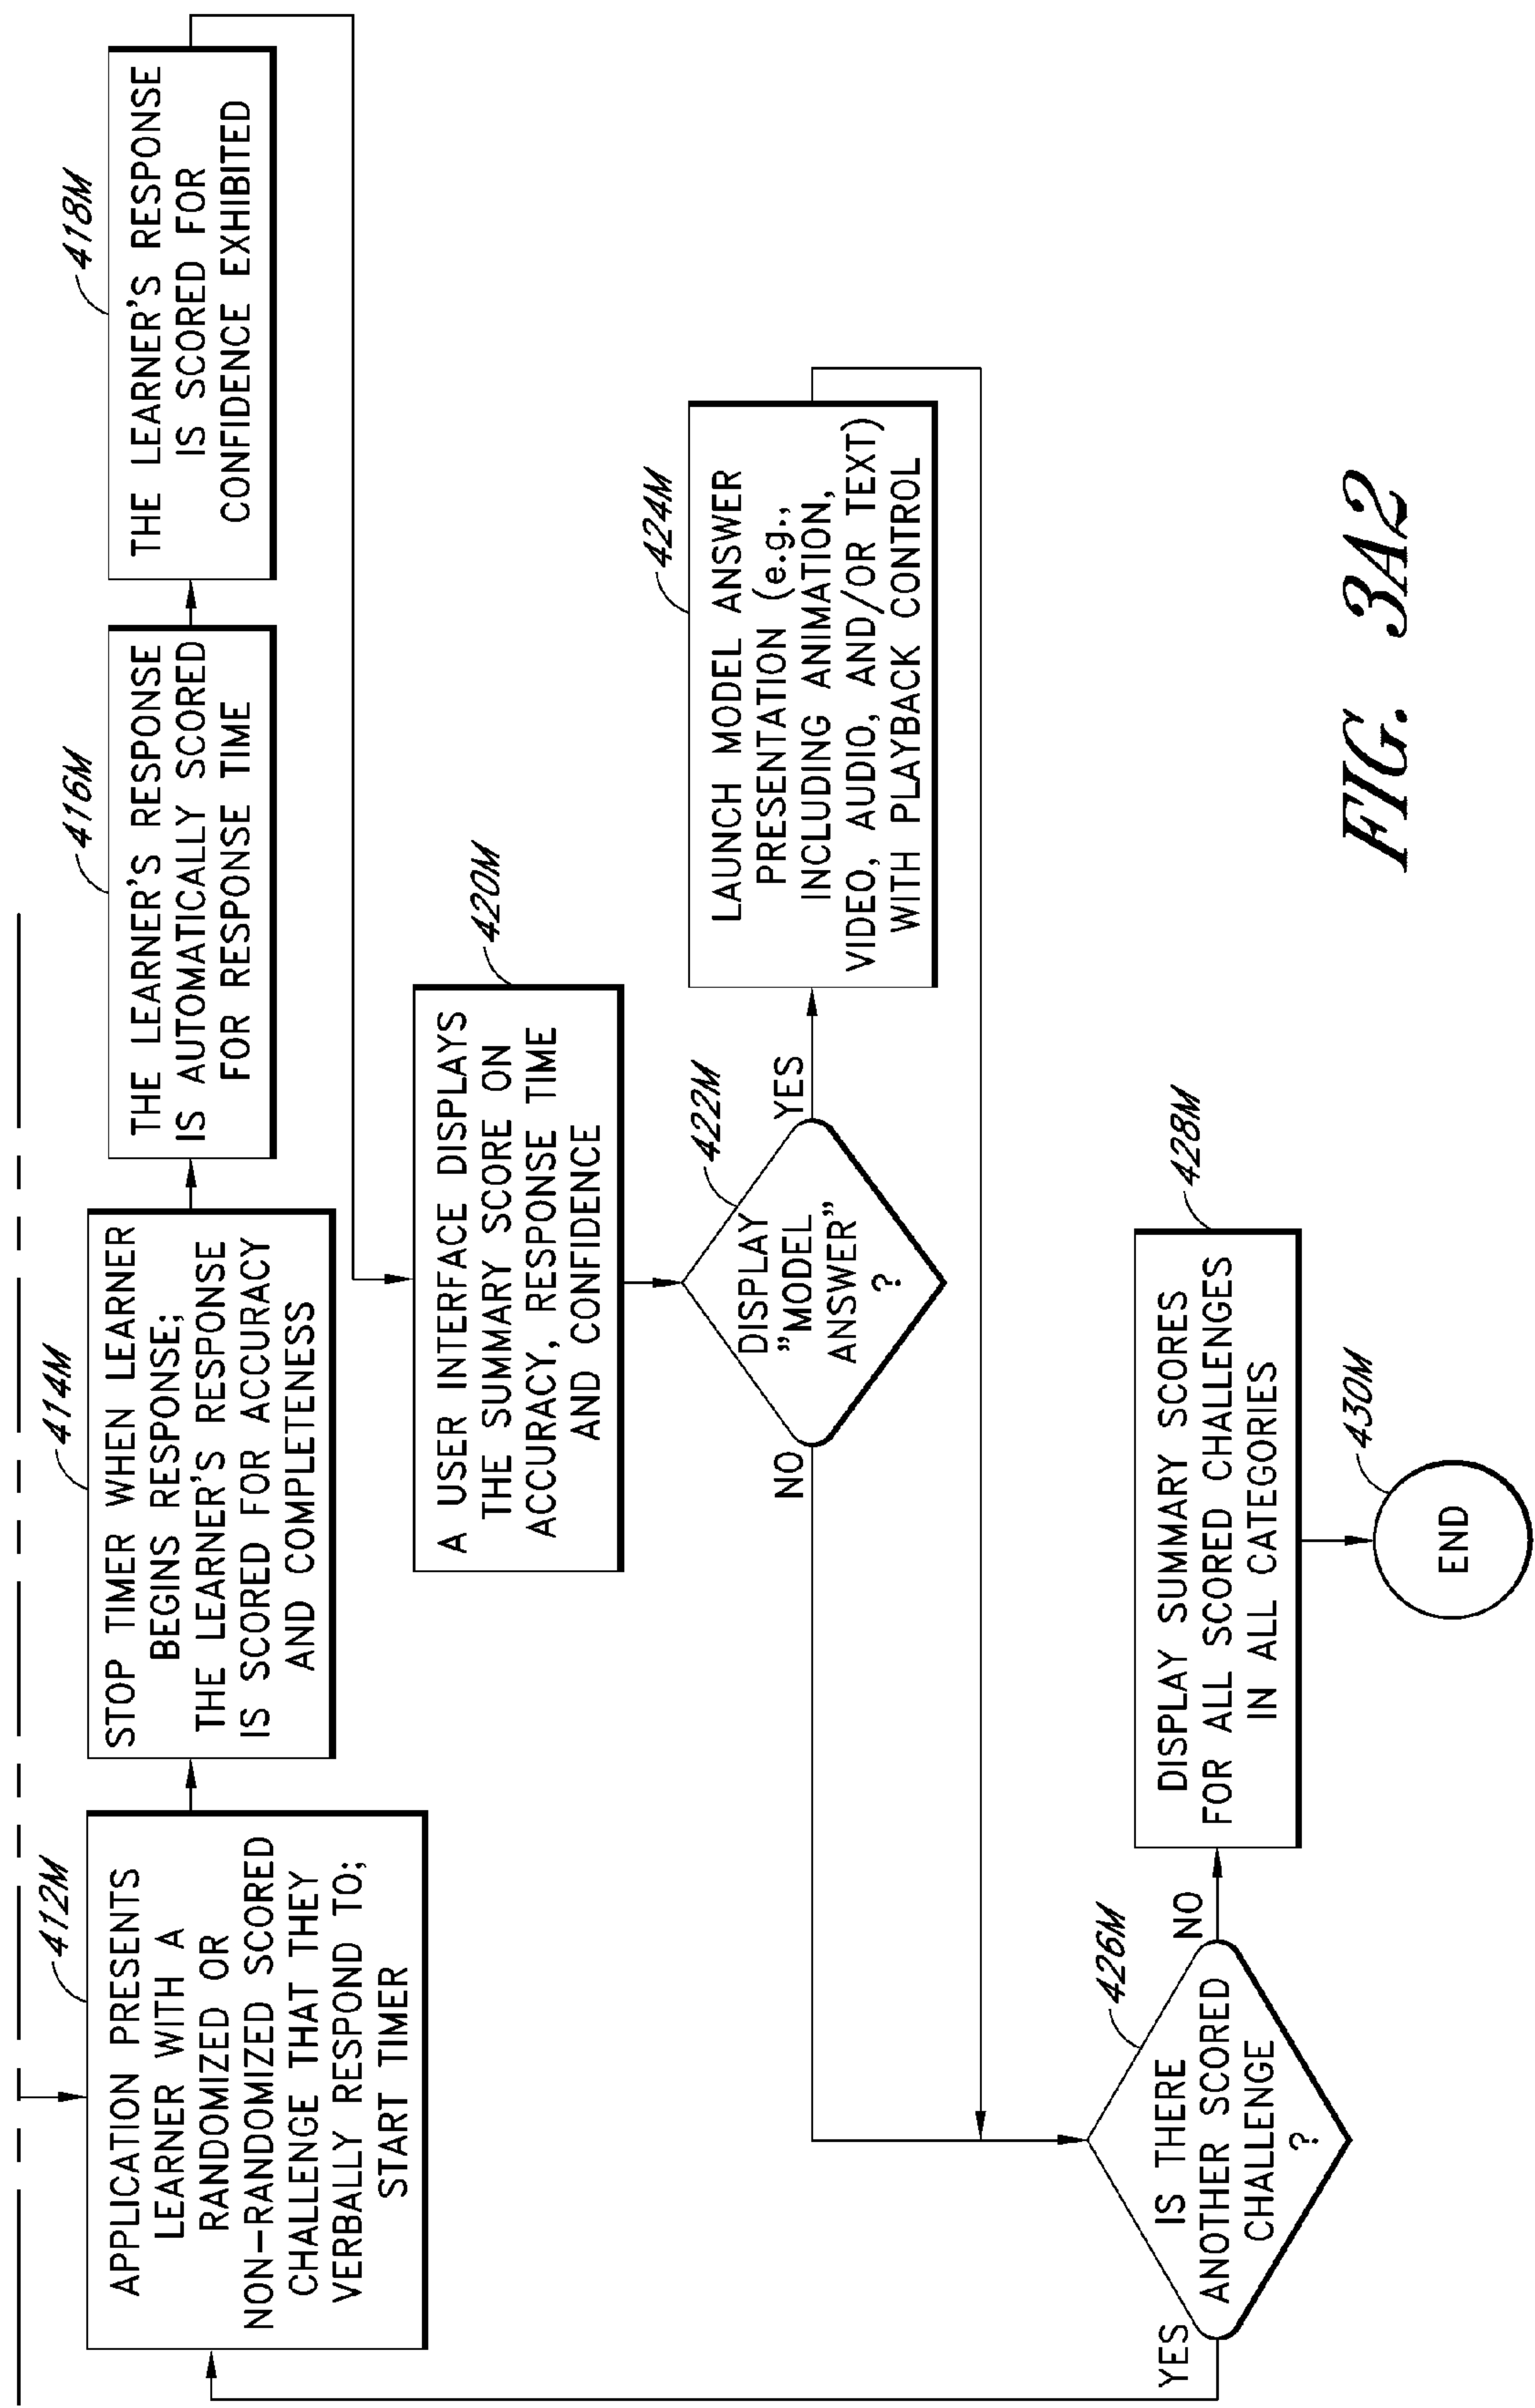 412M
APPLICATION PRESENTS
LEARNER WITH A
RANDOMIZED OR
NON-RANDOMIZED SCORED
CHALLENGE THAT THEY
VERBALLY RESPOND TO;
START TIMER
414M
STOP TIMER WHEN LEARNER
BEGINS RESPONSE;
THE LEARNER'S RESPONSE
IS SCORED FOR ACCURACY
AND COMPLETENESS
416M
THE LEARNER'S RESPONSE
IS AUTOMATICALLY SCORED
FOR RESPONSE TIME
418M
THE LEARNER'S RESPONSE
IS SCORED FOR
CONFIDENCE EXHIBITED
420M
A USER INTERFACE DISPLAYS
THE SUMMARY SCORE ON
ACCURACY, RESPONSE TIME
AND CONFIDENCE
422M
DISPLAY
"MODEL
ANSWER"
?
NO
YES
424M
LAUNCH MODEL ANSWER
PRESENTATION (e.g.,
INCLUDING ANIMATION,
VIDEO, AUDIO, AND/OR TEXT)
WITH PLAYBACK CONTROL
426M
IS THERE
ANOTHER SCORED
CHALLENGE
?
YES
NO
428M
DISPLAY SUMMARY SCORES
FOR ALL SCORED CHALLENGES
IN ALL CATEGORIES
430M
END
FIG. 3A2